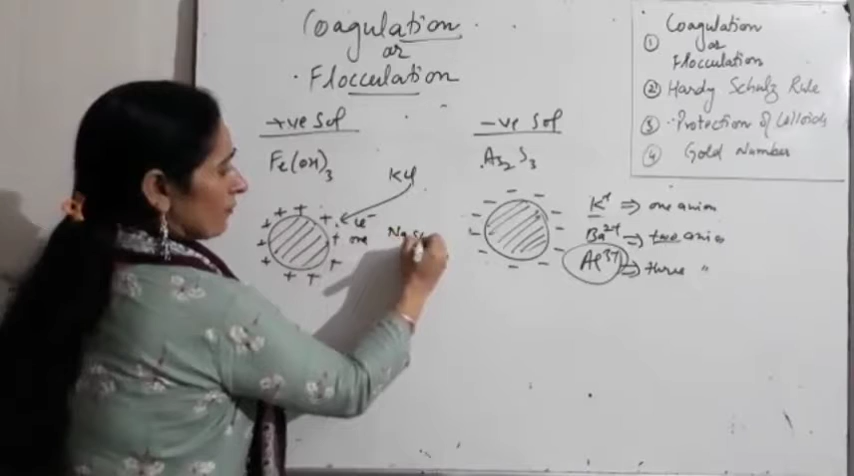 Coagulation
or
Flocculation
+ve Sol
Fe(OH)3
KCl
Cl-
one
-ve Sol
As2S3
K+ ⇒ one anion
Ba2+ → two anion
Al3+ ⇒ three "
① Coagulation
or
Flocculation
② Hardy Schulz Rule
③ Protection of Colloids
④ Gold Number